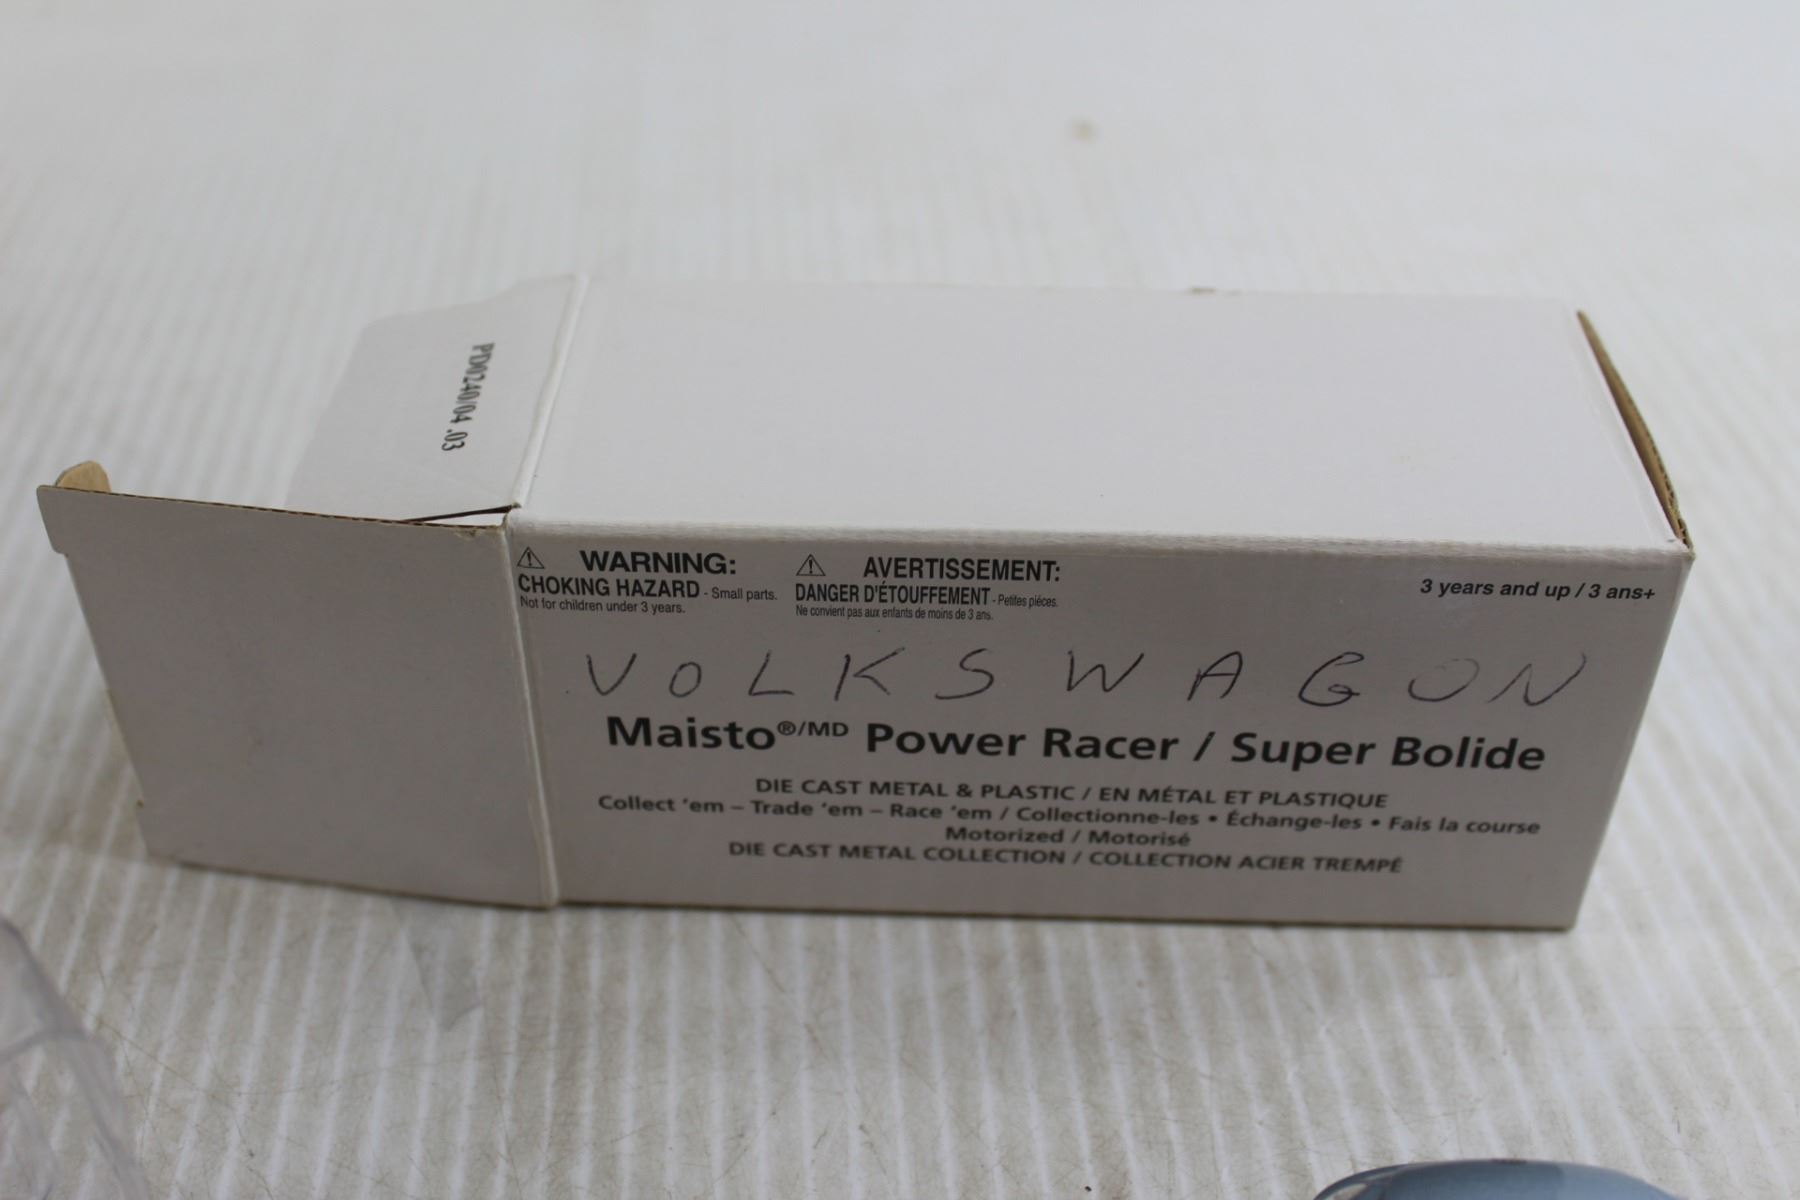 PD0240/04 .03
WARNING:
CHOKING HAZARD - Small parts.
Not for children under 3 years.
AVERTISSEMENT:
DANGER D'ÉTOUFFEMENT - Petites pièces.
Ne convient pas aux enfants de moins de 3 ans.
3 years and up / 3 ans+
VOLKSWAGON
Maisto®/MD Power Racer / Super Bolide
DIE CAST METAL & PLASTIC / EN MÉTAL ET PLASTIQUE
Collect 'em – Trade 'em – Race 'em / Collectionne-les • Échange-les • Fais la course
Motorized / Motorisé
DIE CAST METAL COLLECTION / COLLECTION ACIER TREMPÉ